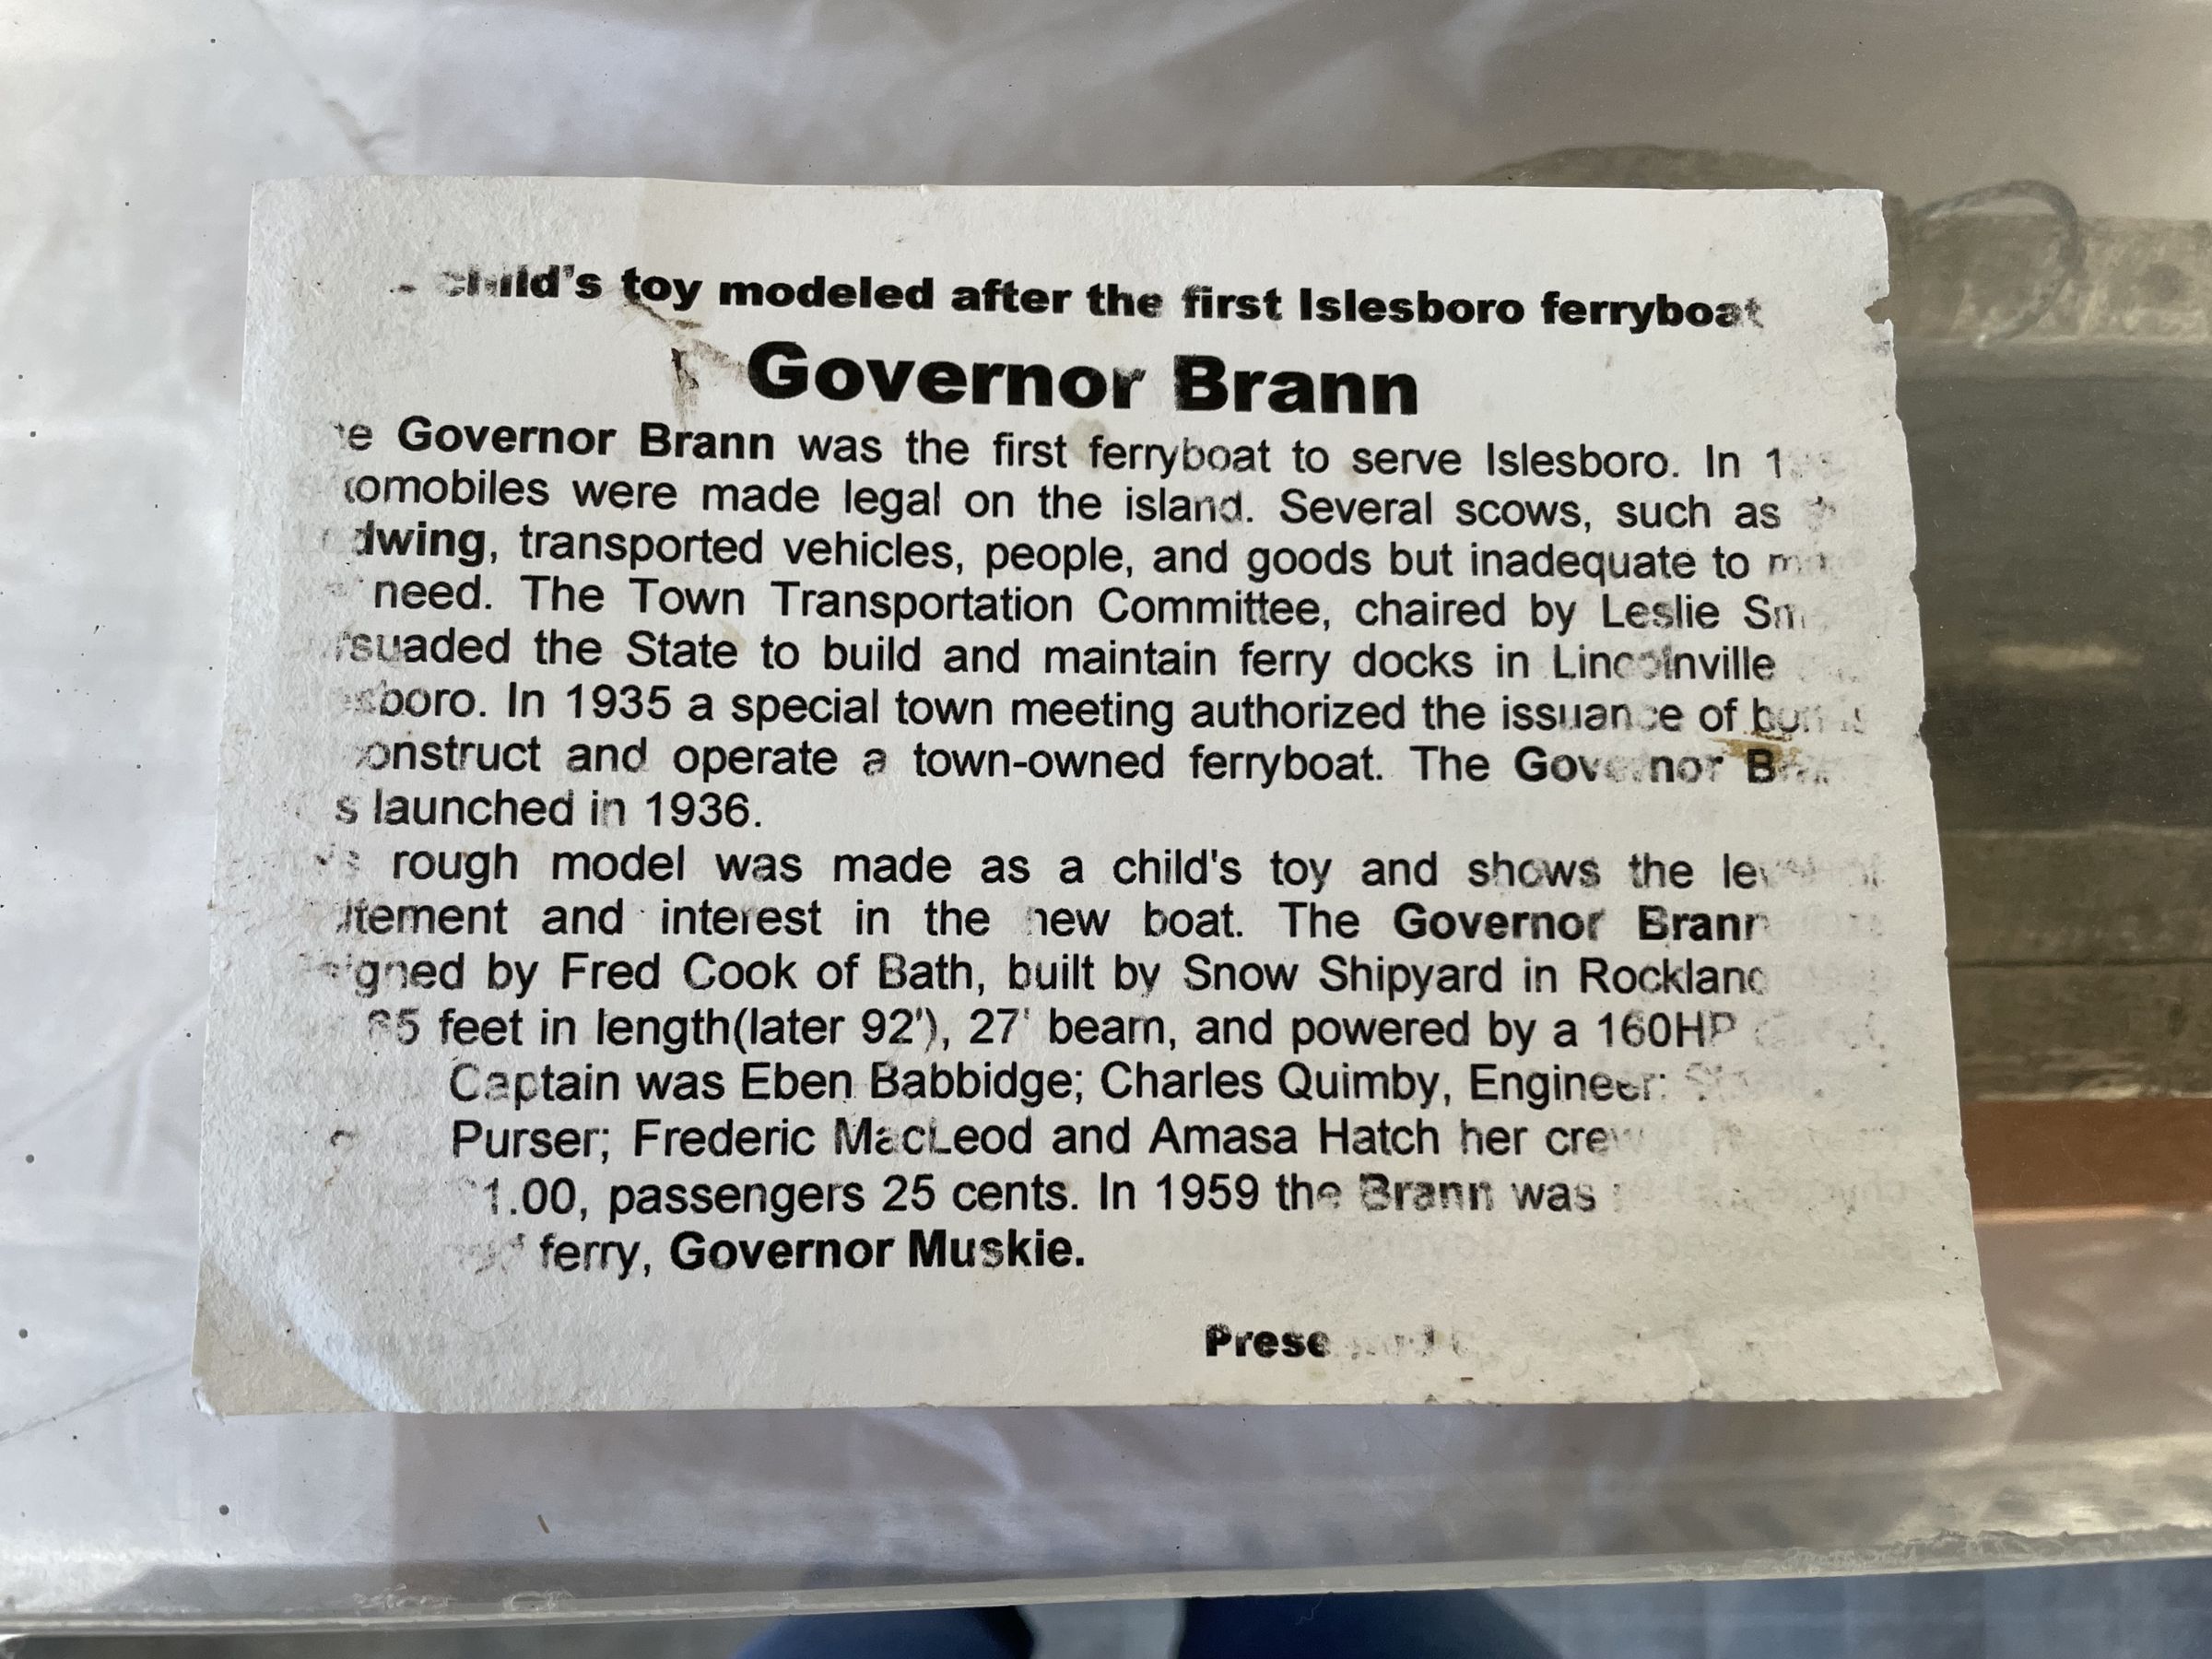 child's toy modeled after the first Islesboro ferryboat
Governor Brann
Governor Brann was the first ferryboat to serve Islesboro. In
were made legal on the island. Several scows, such as
transported vehicles, people, and goods but inadequate to
need. The Town Transportation Committee, chaired by Leslie
the State to build and maintain ferry docks in Lincolnville
In 1935 a special town meeting authorized the issuance of
construct and operate a town-owned ferryboat. The Governor
launched in 1936.
rough model was made as a child's toy and shows the
and interest in the new boat. The Governor Brann
by Fred Cook of Bath, built by Snow Shipyard in Rockland
feet in length(later 92'), 27' beam, and powered by a 160HP
Captain was Eben Babbidge; Charles Quimby, Engineer;
Purser; Frederic MacLeod and Amasa Hatch her crew
1.00, passengers 25 cents. In 1959 the Brann was
ferry, Governor Muskie.